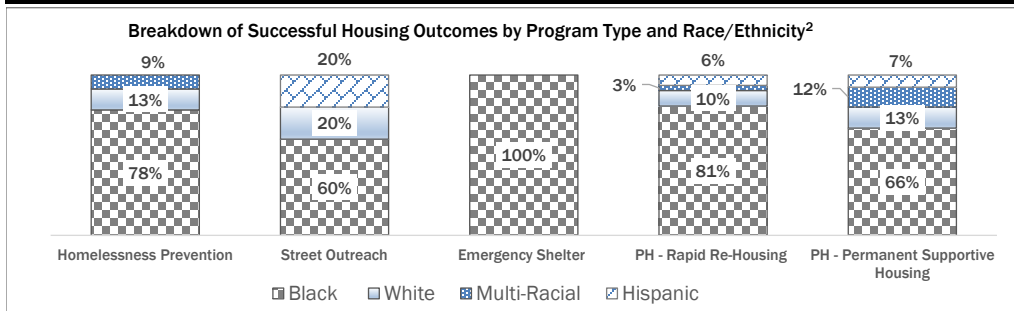 Breakdown of Successful Housing Outcomes by Program Type and Race/Ethnicity²
9%
20%
6%
7%
3%
12%
13%
20%
100%
10%
13%
78%
60%
81%
66%
Homelessness Prevention
Street Outreach
Emergency Shelter
PH - Rapid Re-Housing
PH - Permanent Supportive
Housing
Black
White
Multi-Racial
Hispanic